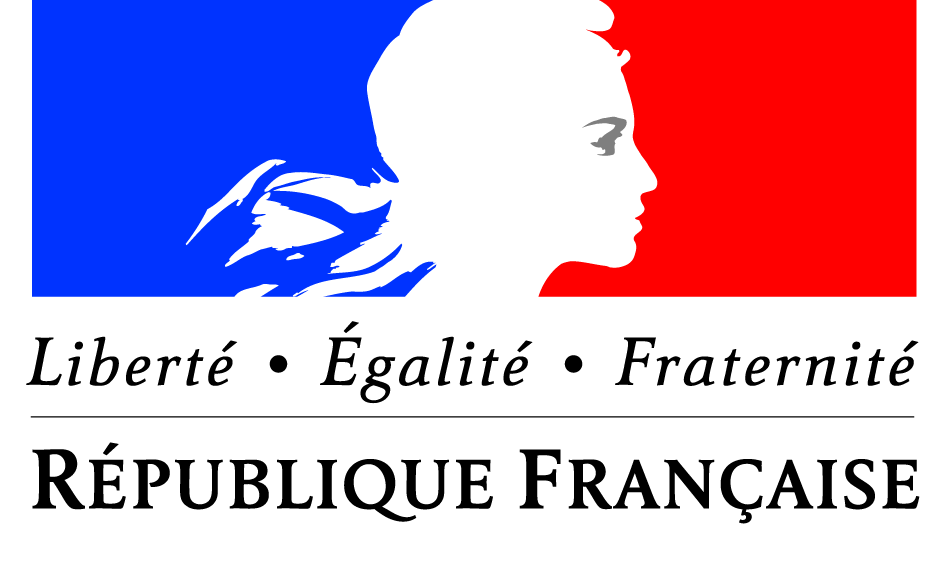 Liberté • Égalité • Fraternité
RÉPUBLIQUE FRANÇAISE